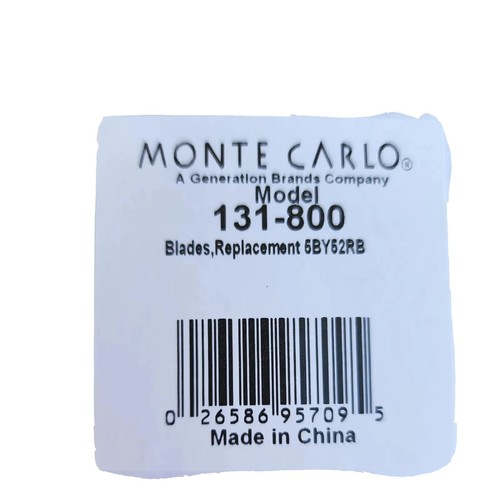 MONTE CARLO®
A Generation Brands Company
Model
131-800
Blades,Replacement 5BY52RB
0 26586 95709 5
Made in China